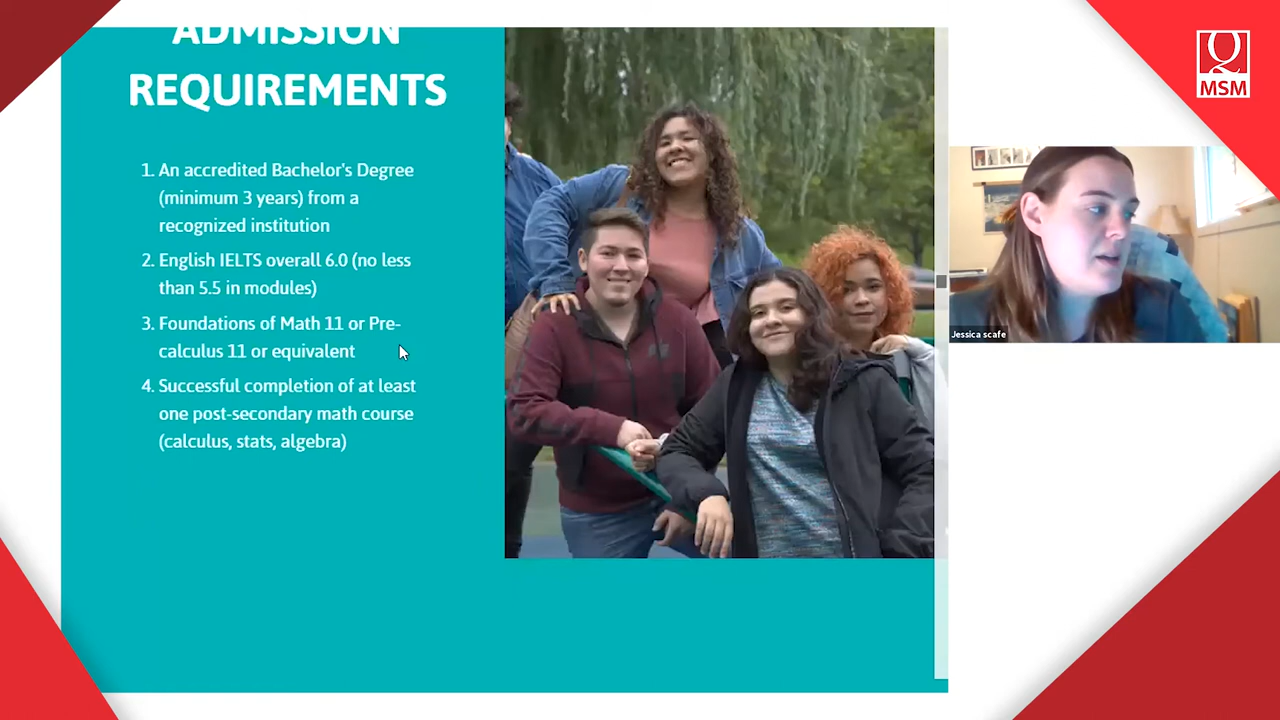 ADMISSION
REQUIREMENTS
1. An accredited Bachelor's Degree
(minimum 3 years) from a
recognized institution
2. English IELTS overall 6.0 (no less
than 5.5 in modules)
3. Foundations of Math 11 or Pre-
calculus 11 or equivalent
4. Successful completion of at least
one post-secondary math course
(calculus, stats, algebra)
Q
MSM
Jessica scafe